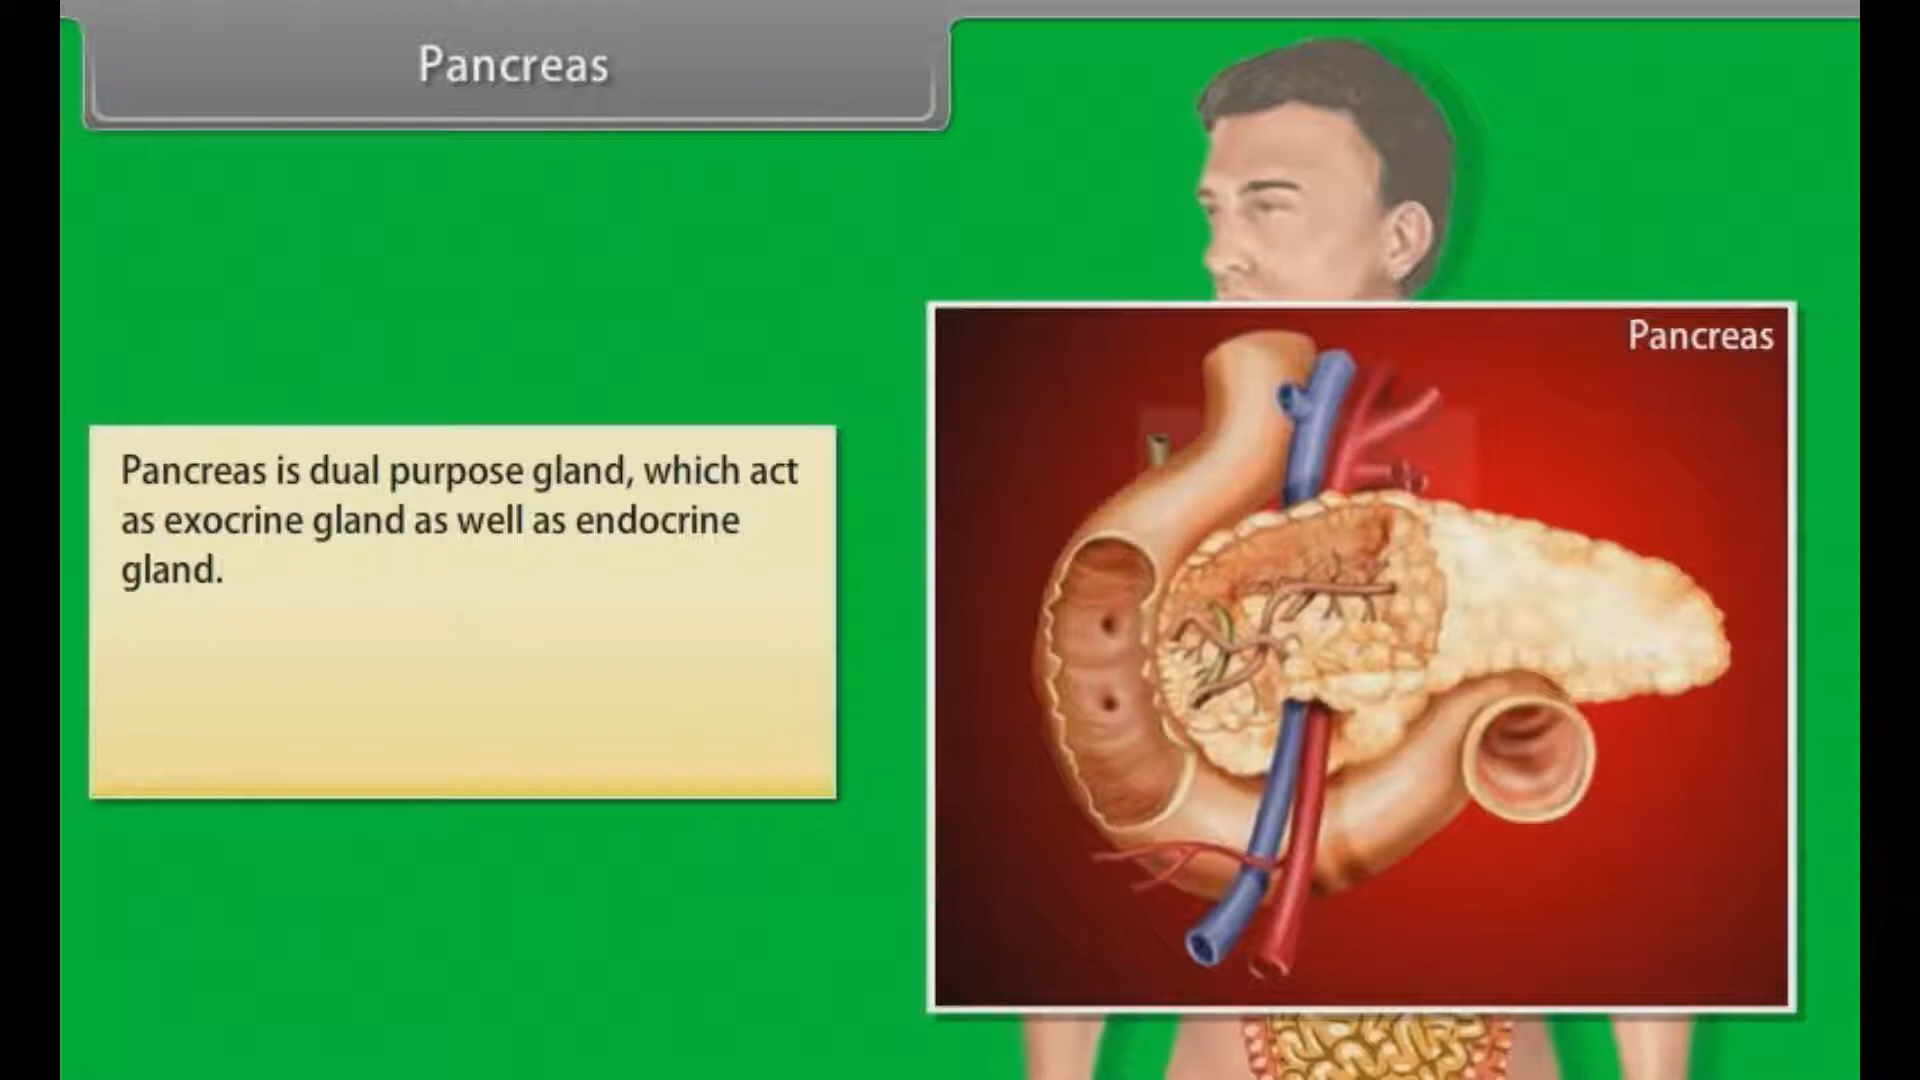 Pancreas
Pancreas
Pancreas is dual purpose gland, which act
as exocrine gland as well as endocrine
gland.